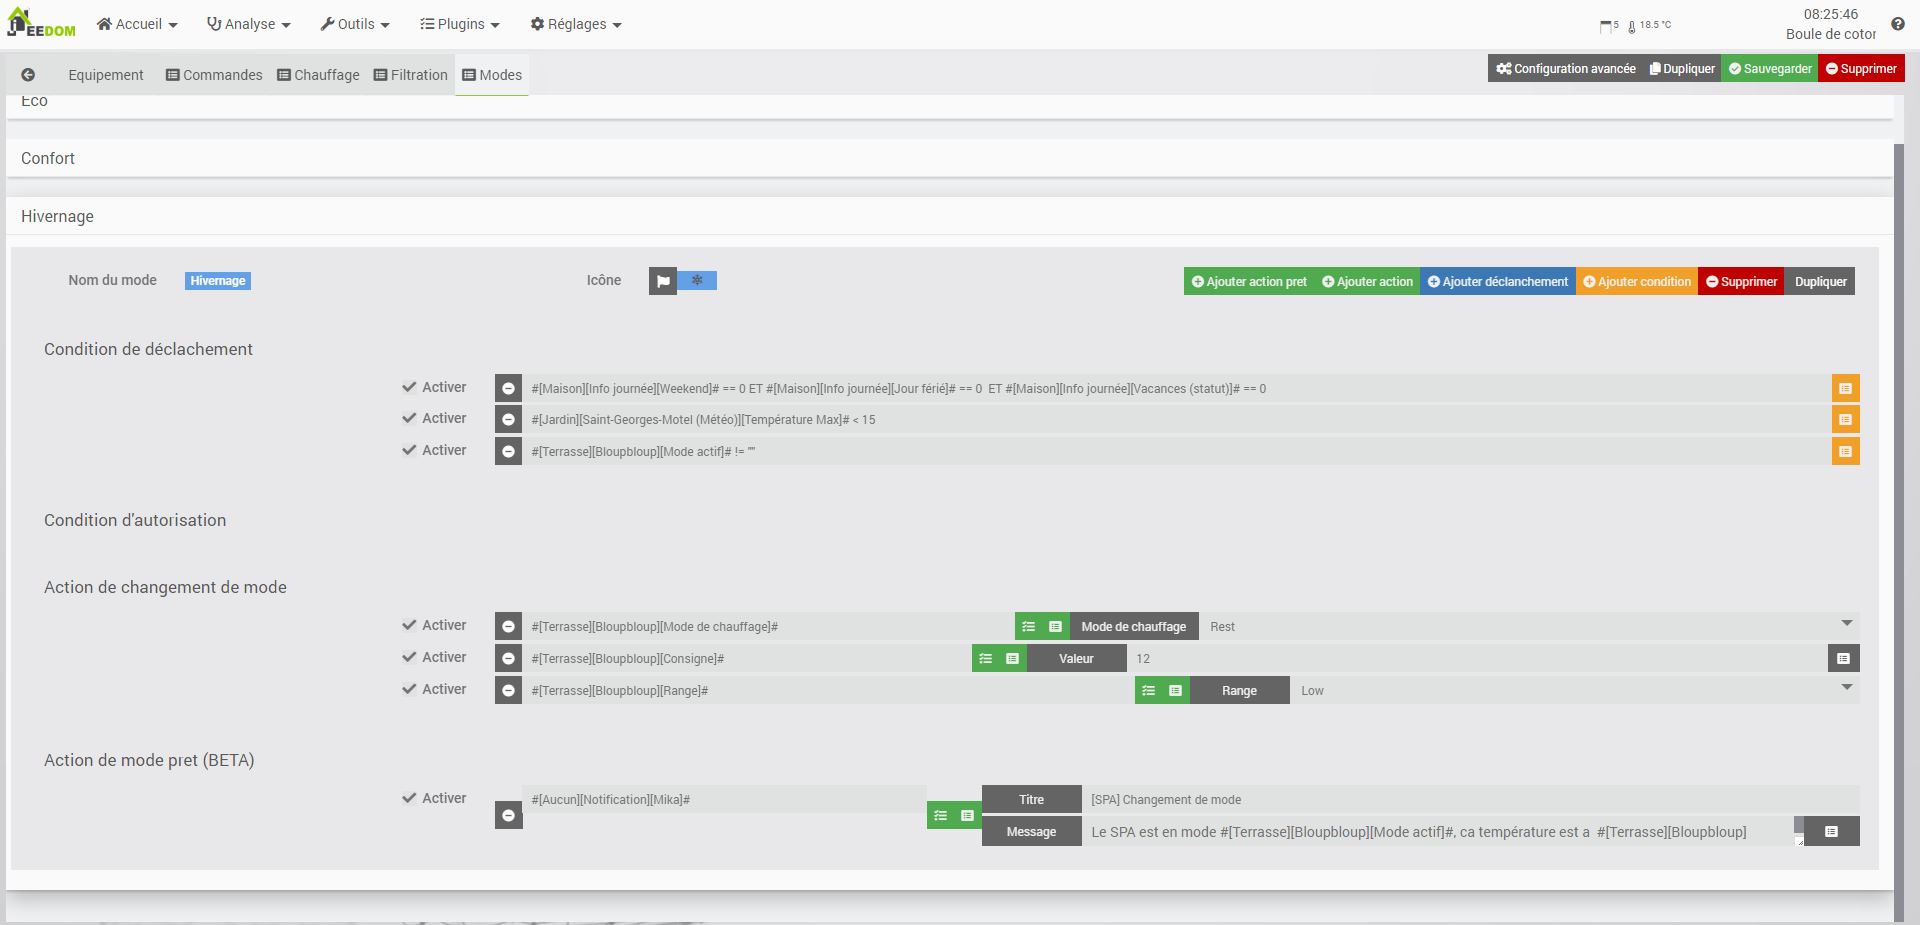 JEEDOM
Accueil
Analyse
Outils
Plugins
Réglages
5
18.5 °C
08:25:46
Boule de coton
Equipement
Commandes
Chauffage
Filtration
Modes
Configuration avancée
Dupliquer
Sauvegarder
Supprimer
Eco
Confort
Hivernage
Nom du mode
Hivernage
Icône
Ajouter action pret
Ajouter action
Ajouter déclanchement
Ajouter condition
Supprimer
Dupliquer
Condition de déclachement
Activer
#[Maison][Info journée][Weekend]# == 0 ET #[Maison][Info journée][Jour férié]# == 0  ET #[Maison][Info journée][Vacances (statut)]# == 0
Activer
#[Jardin][Saint-Georges-Motel (Météo)][Température Max]# < 15
Activer
#[Terrasse][Bloupbloup][Mode actif]# != ""
Condition d'autorisation
Action de changement de mode
Activer
#[Terrasse][Bloupbloup][Mode de chauffage]#
Mode de chauffage
Rest
Activer
#[Terrasse][Bloupbloup][Consigne]#
Valeur
12
Activer
#[Terrasse][Bloupbloup][Range]#
Range
Low
Action de mode pret (BETA)
Activer
#[Aucun][Notification][Mika]#
Titre
[SPA] Changement de mode
Message
Le SPA est en mode #[Terrasse][Bloupbloup][Mode actif]#, ca température est a  #[Terrasse][Bloupbloup]